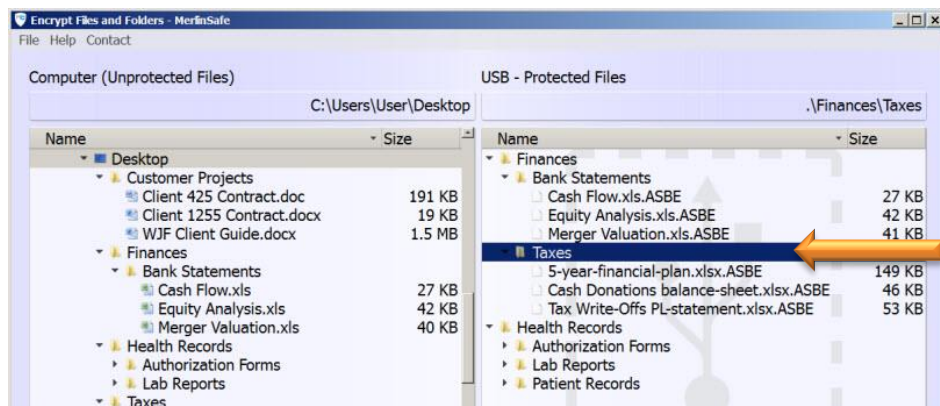 Encrypt Files and Folders - MerlinSafe
File Help Contact
Computer (Unprotected Files)
C:\Users\User\Desktop
Name Size
Desktop
Customer Projects
Client 425 Contract.doc 191 KB
Client 1255 Contract.docx 19 KB
WJF Client Guide.docx 1.5 MB
Finances
Bank Statements
Cash Flow.xls 27 KB
Equity Analysis.xls 42 KB
Merger Valuation.xls 40 KB
Health Records
Authorization Forms
Lab Reports
Taxes
USB - Protected Files
.\Finances\Taxes
Name Size
Finances
Bank Statements
Cash Flow.xls.ASBE 27 KB
Equity Analysis.xls.ASBE 42 KB
Merger Valuation.xls.ASBE 41 KB
Taxes
5-year-financial-plan.xlsx.ASBE 149 KB
Cash Donations balance-sheet.xlsx.ASBE 46 KB
Tax Write-Offs PL-statement.xlsx.ASBE 53 KB
Health Records
Authorization Forms
Lab Reports
Patient Records